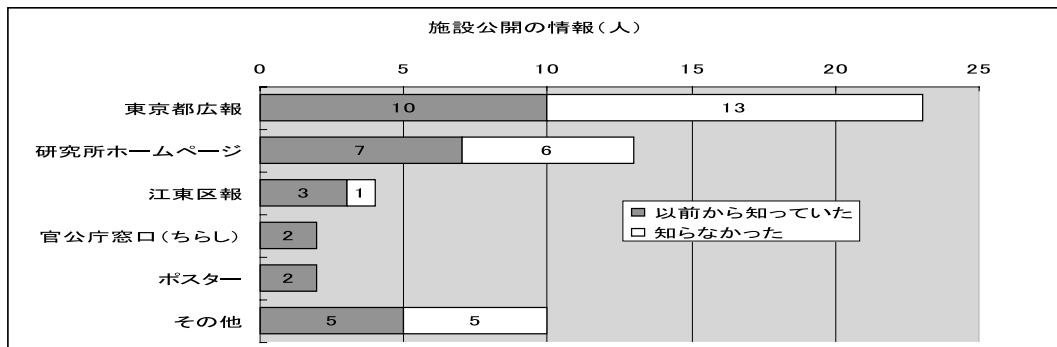 施設公開の情報(人)
0 5 10 15 20 25
東京都広報 10 13
研究所ホームページ 7 6
江東区報 3 1
以前から知っていた
知らなかった
官公庁窓口(ちらし) 2
ポスター 2
その他 5 5